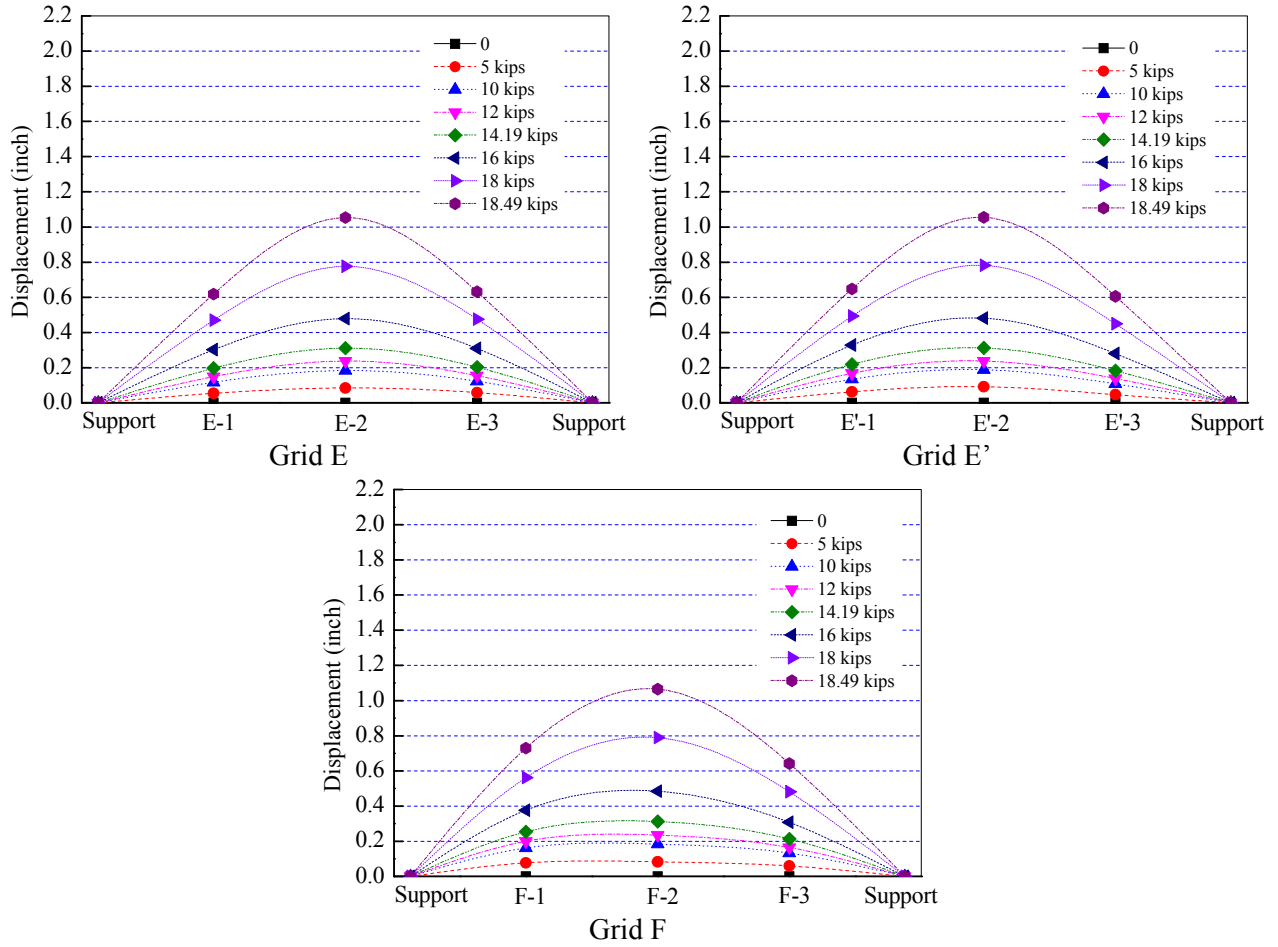 Displacement (inch)
2.2
2.0
1.8
1.6
1.4
1.2
1.0
0.8
0.6
0.4
0.2
0.0
0
5 kips
10 kips
12 kips
14.19 kips
16 kips
18 kips
18.49 kips
Support E-1 E-2 E-3 Support
Grid E
Displacement (inch)
2.2
2.0
1.8
1.6
1.4
1.2
1.0
0.8
0.6
0.4
0.2
0.0
0
5 kips
10 kips
12 kips
14.19 kips
16 kips
18 kips
18.49 kips
Support E'-1 E'-2 E'-3 Support
Grid E’
Displacement (inch)
2.2
2.0
1.8
1.6
1.4
1.2
1.0
0.8
0.6
0.4
0.2
0.0
0
5 kips
10 kips
12 kips
14.19 kips
16 kips
18 kips
18.49 kips
Support F-1 F-2 F-3 Support
Grid F